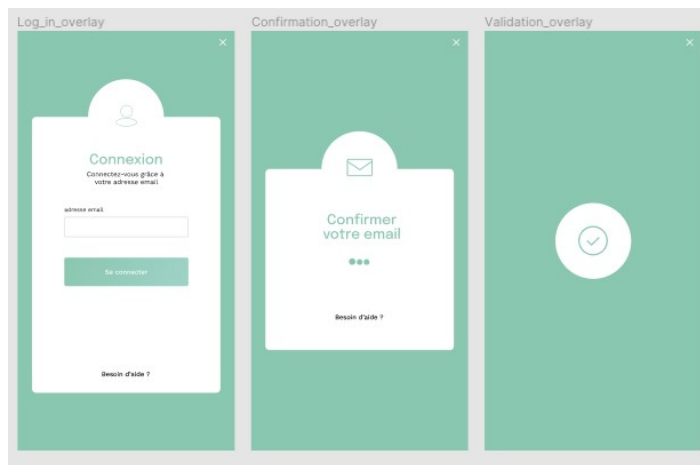 Log_in_overlay
Connexion
Connectez-vous grâce à
votre adresse email
adresse email
Se connecter
Besoin d'aide ?
Confirmation_overlay
Confirmer
votre email
Besoin d'aide ?
Validation_overlay